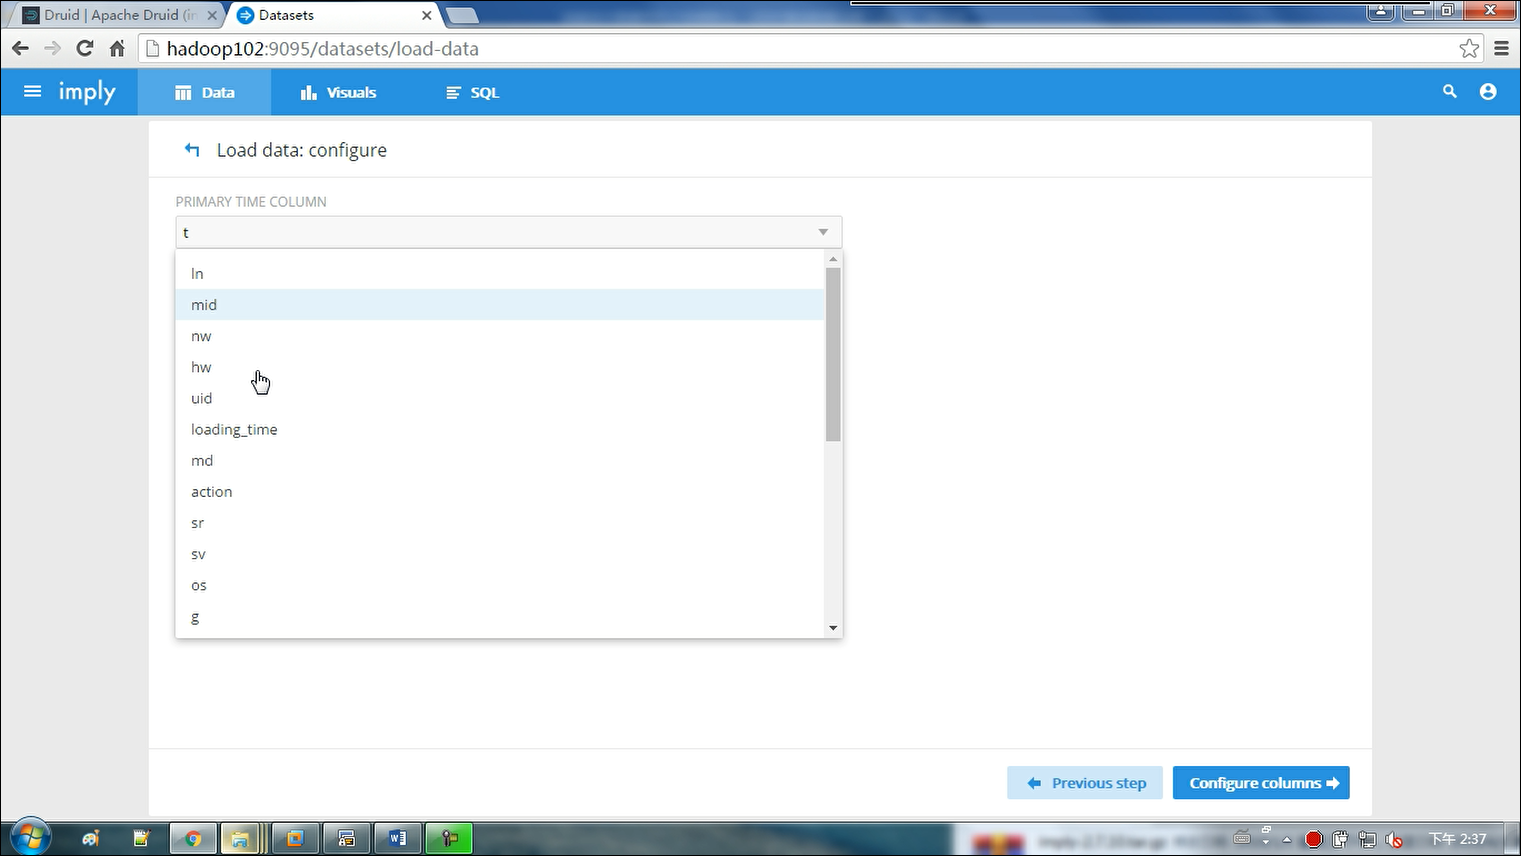 Druid | Apache Druid (in
Datasets
hadoop102:9095/datasets/load-data
imply
Data
Visuals
SQL
Load data: configure
PRIMARY TIME COLUMN
t
ln
mid
nw
hw
uid
loading_time
md
action
sr
sv
os
g
Previous step
Configure columns
下午 2:37